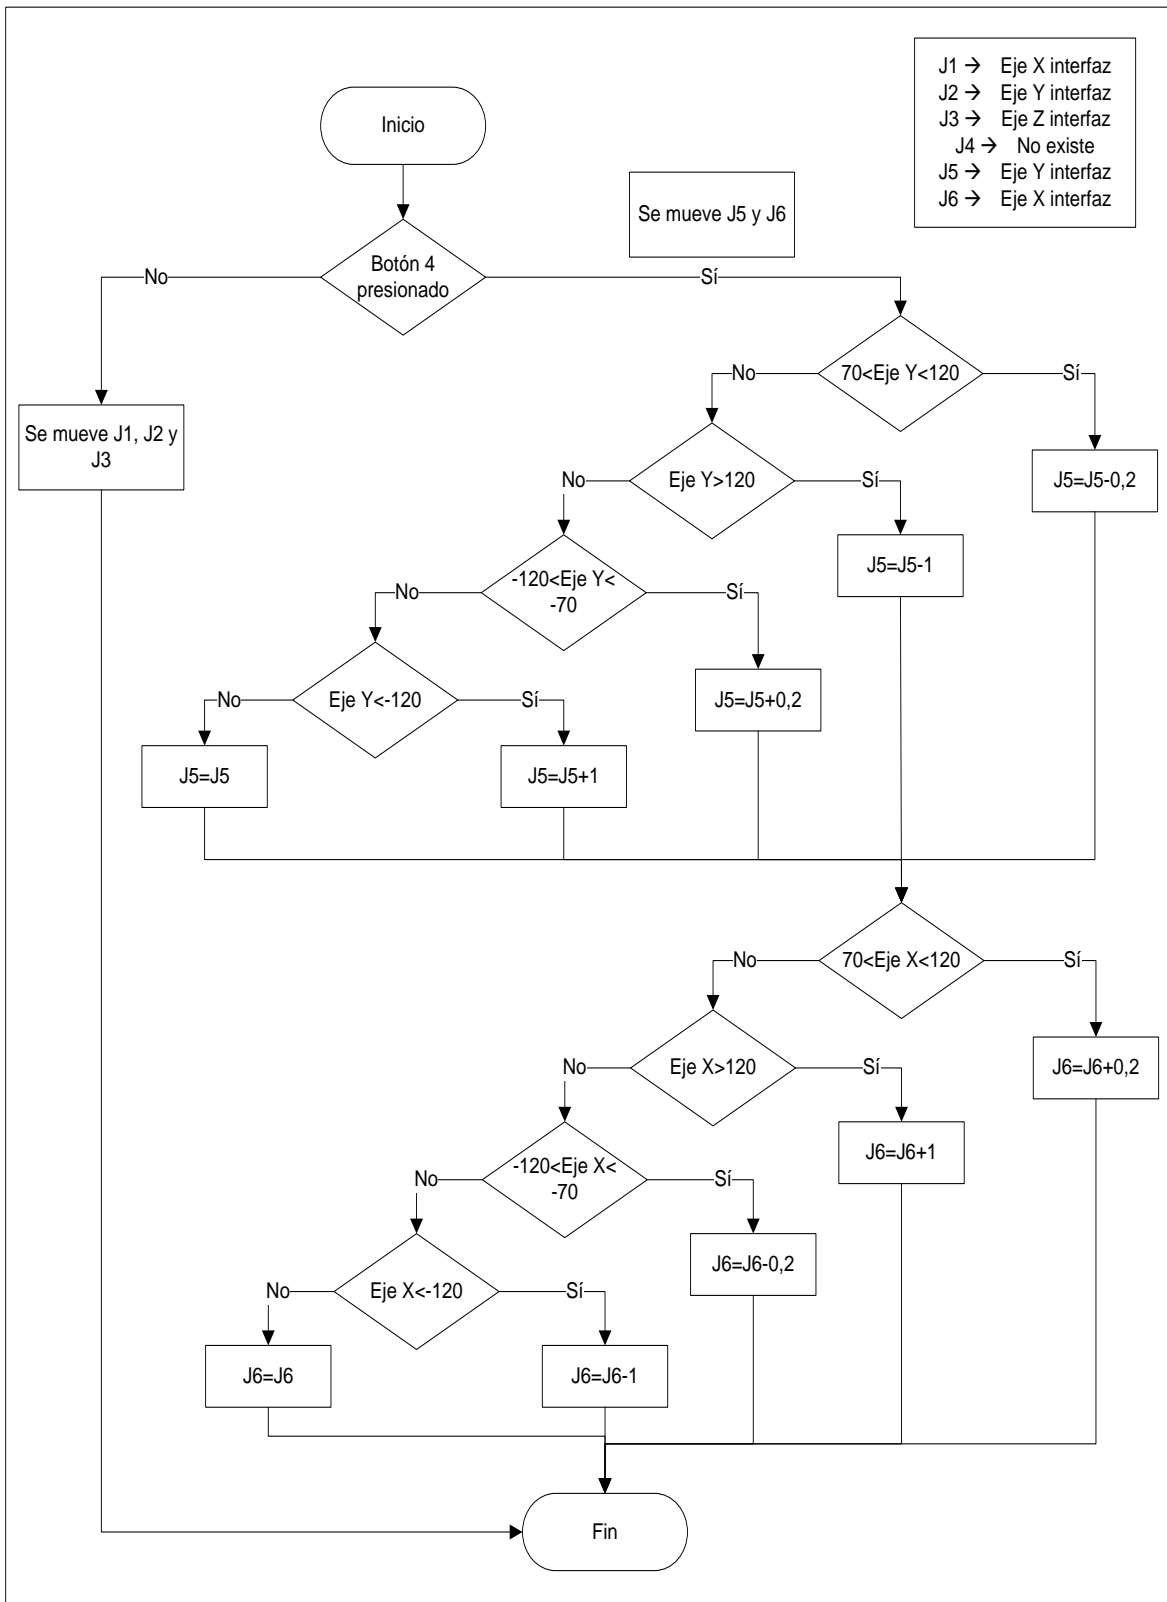 J1 → Eje X interfaz
J2 → Eje Y interfaz
J3 → Eje Z interfaz
J4 → No existe
J5 → Eje Y interfaz
J6 → Eje X interfaz
Inicio
Se mueve J5 y J6
Botón 4
presionado
No
Sí
70<Eje Y<120
No
Sí
Se mueve J1, J2 y
J3
Eje Y>120
No
Sí
J5=J5-0,2
J5=J5-1
-120<Eje Y<
-70
No
Sí
Eje Y<-120
No
Sí
J5=J5+0,2
J5=J5
J5=J5+1
70<Eje X<120
No
Sí
Eje X>120
No
Sí
J6=J6+0,2
J6=J6+1
-120<Eje X<
-70
No
Sí
J6=J6-0,2
Eje X<-120
No
Sí
J6=J6
J6=J6-1
Fin